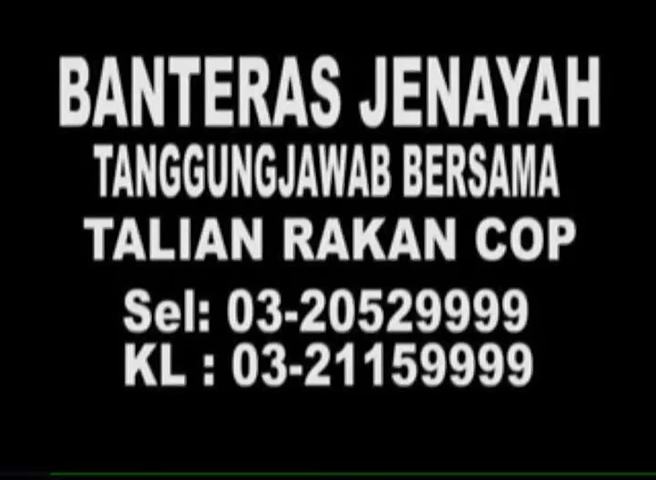 BANTERAS JENAYAH
TANGGUNGJAWAB BERSAMA
TALIAN RAKAN COP
Sel: 03-20529999
KL : 03-21159999